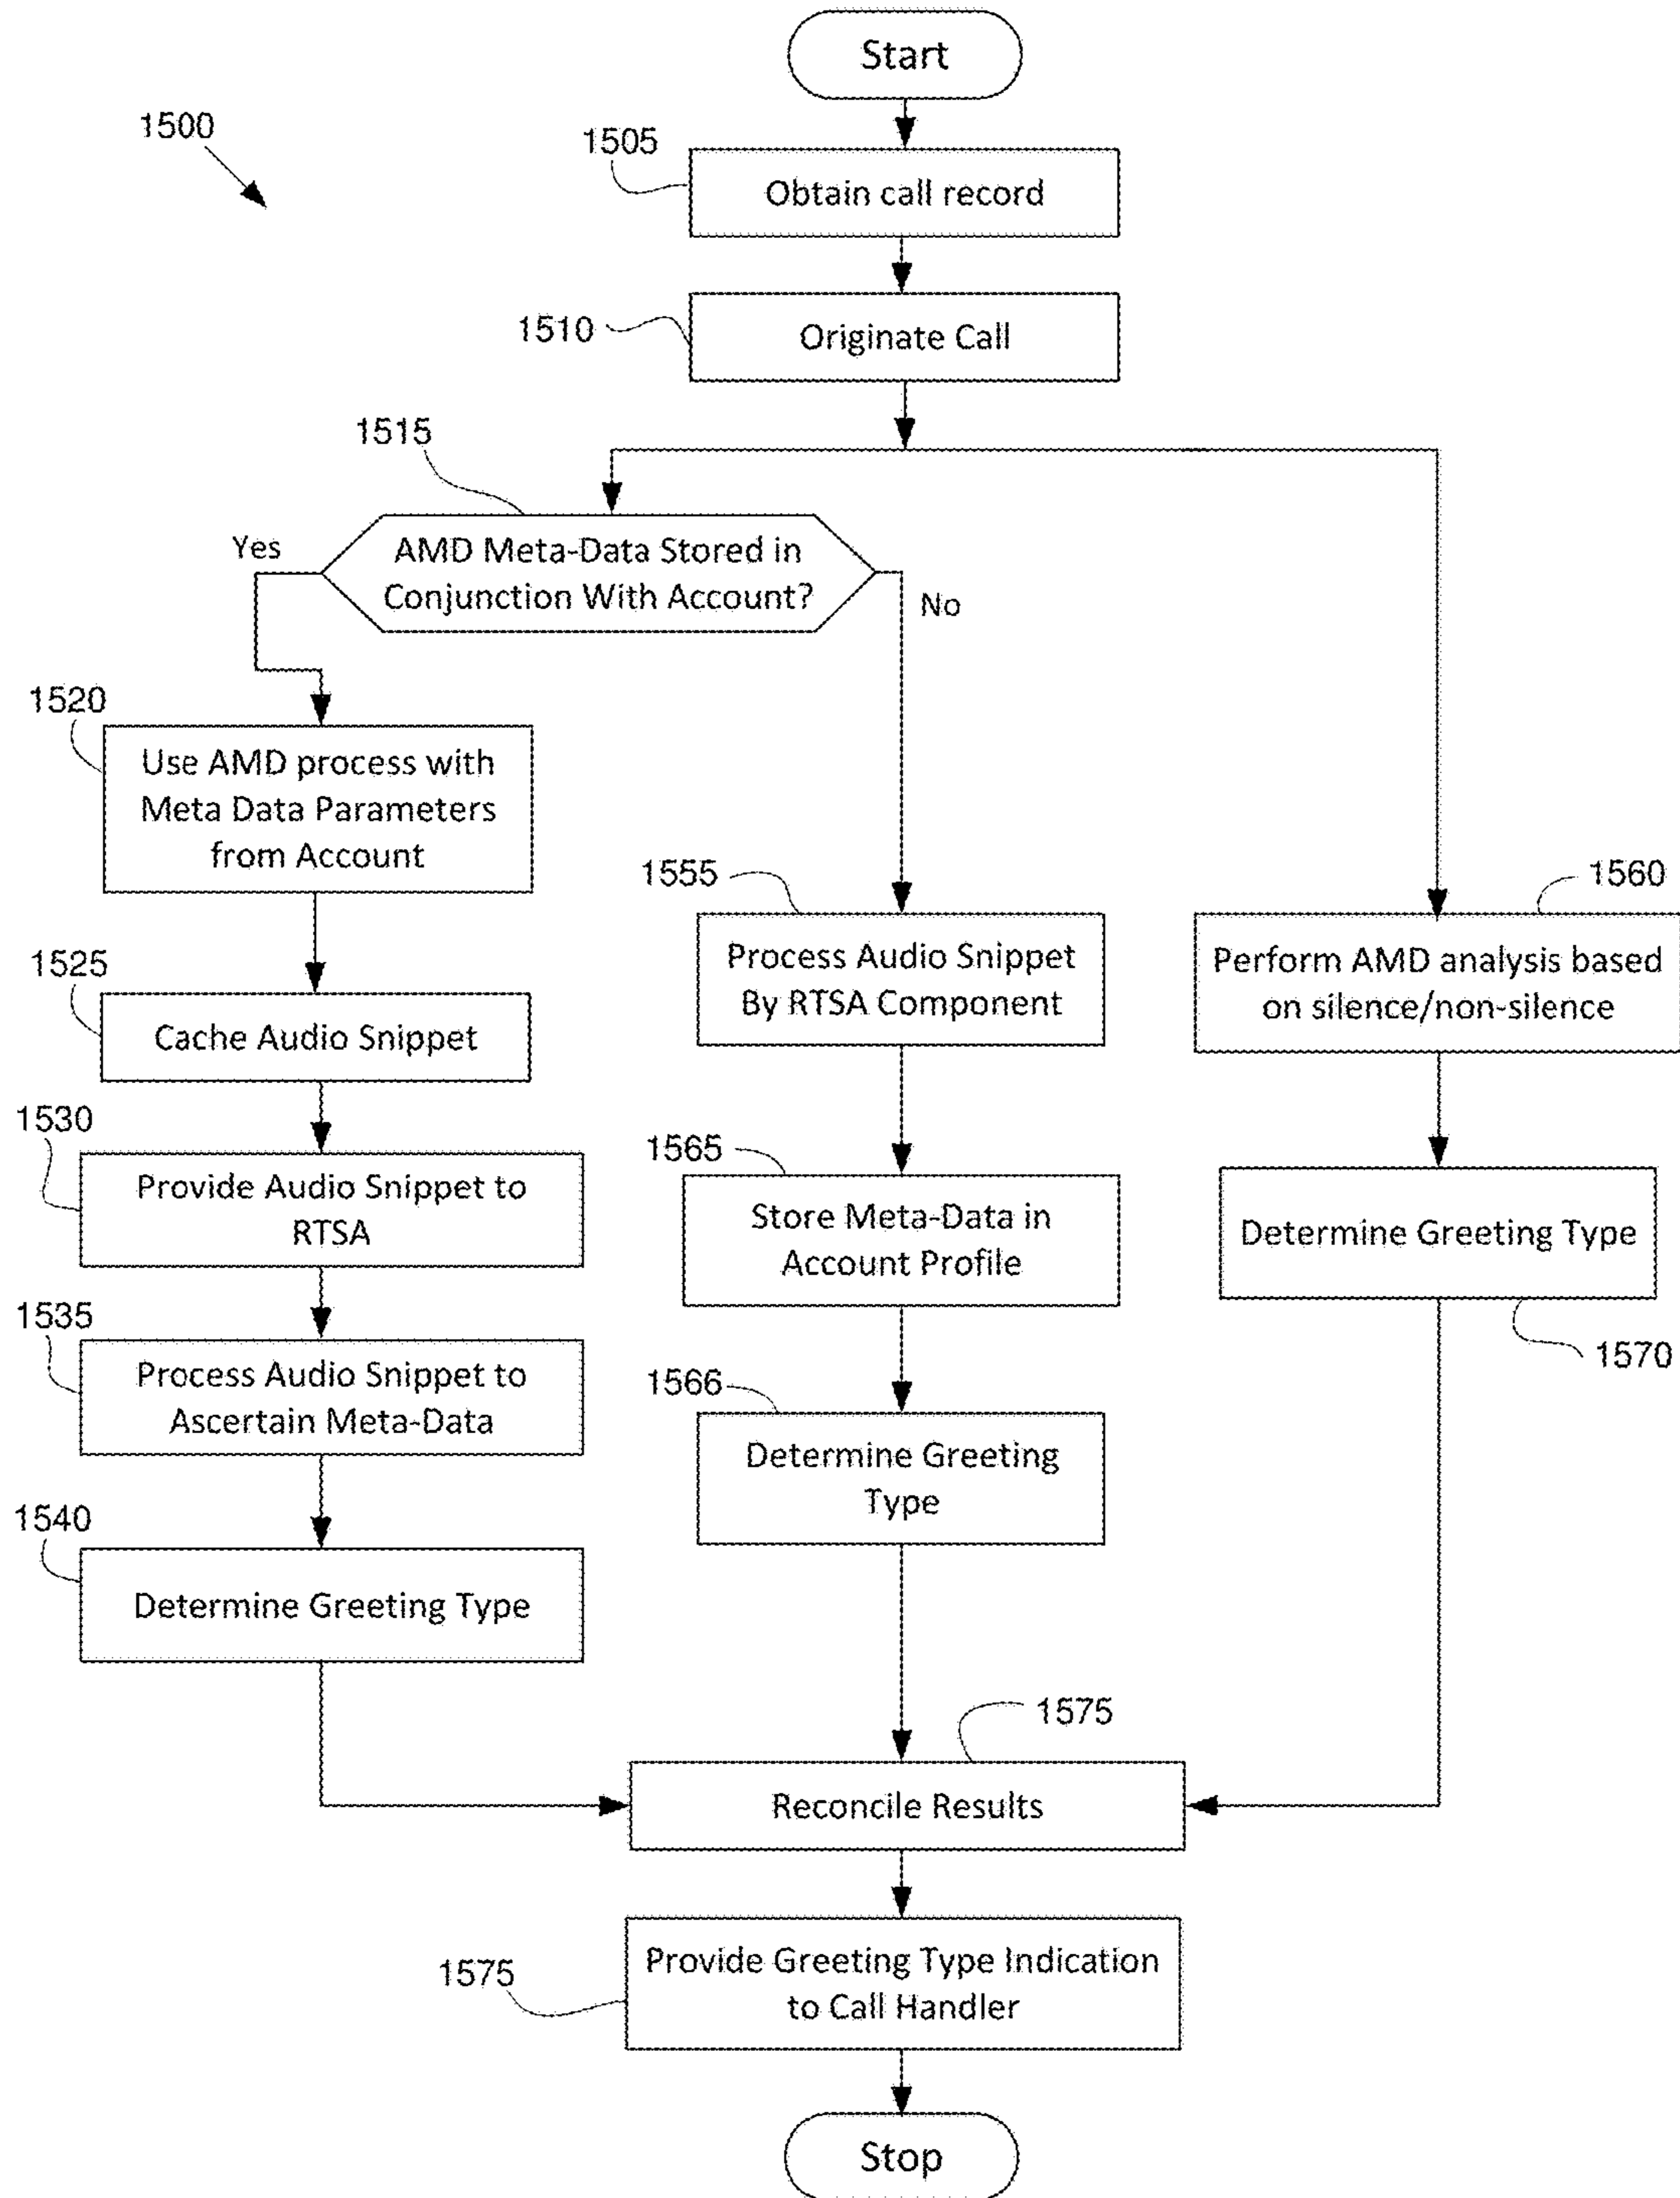 Start
1500
1505
Obtain call record
1510
Originate Call
1515
Yes
AMD Meta-Data Stored in
Conjunction With Account?
No
1520
Use AMD process with
Meta Data Parameters
from Account
1555
Process Audio Snippet
By RTSA Component
1560
Perform AMD analysis based
on silence/non-silence
1525
Cache Audio Snippet
1530
Provide Audio Snippet to
RTSA
1565
Store Meta-Data in
Account Profile
Determine Greeting Type
1570
1535
Process Audio Snippet to
Ascertain Meta-Data
1566
Determine Greeting
Type
1540
Determine Greeting Type
1575
Reconcile Results
1575
Provide Greeting Type Indication
to Call Handler
Stop